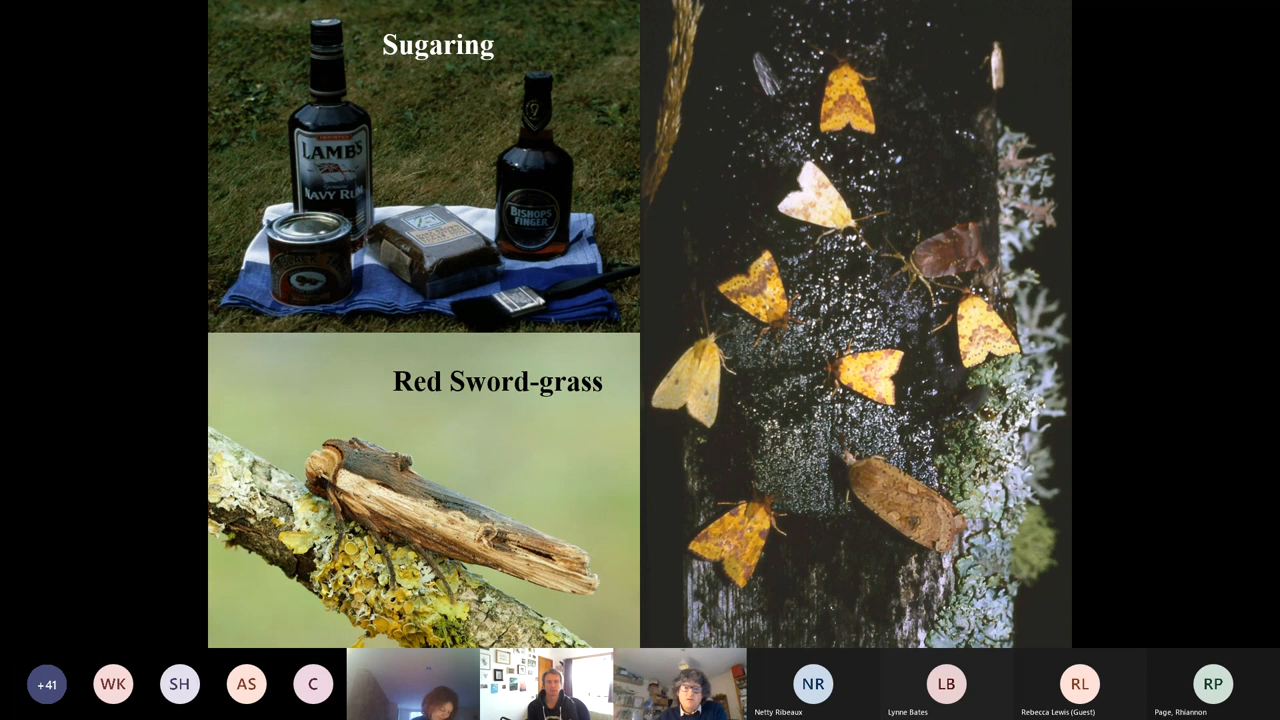 Sugaring
LAMB'S
NAVY RUM
BISHOPS
FINGER
Red Sword-grass
+41
WK
SH
AS
C
NR
Netty Ribeaux
LB
Lynne Bates
RL
Rebecca Lewis (Guest)
RP
Page, Rhiannon